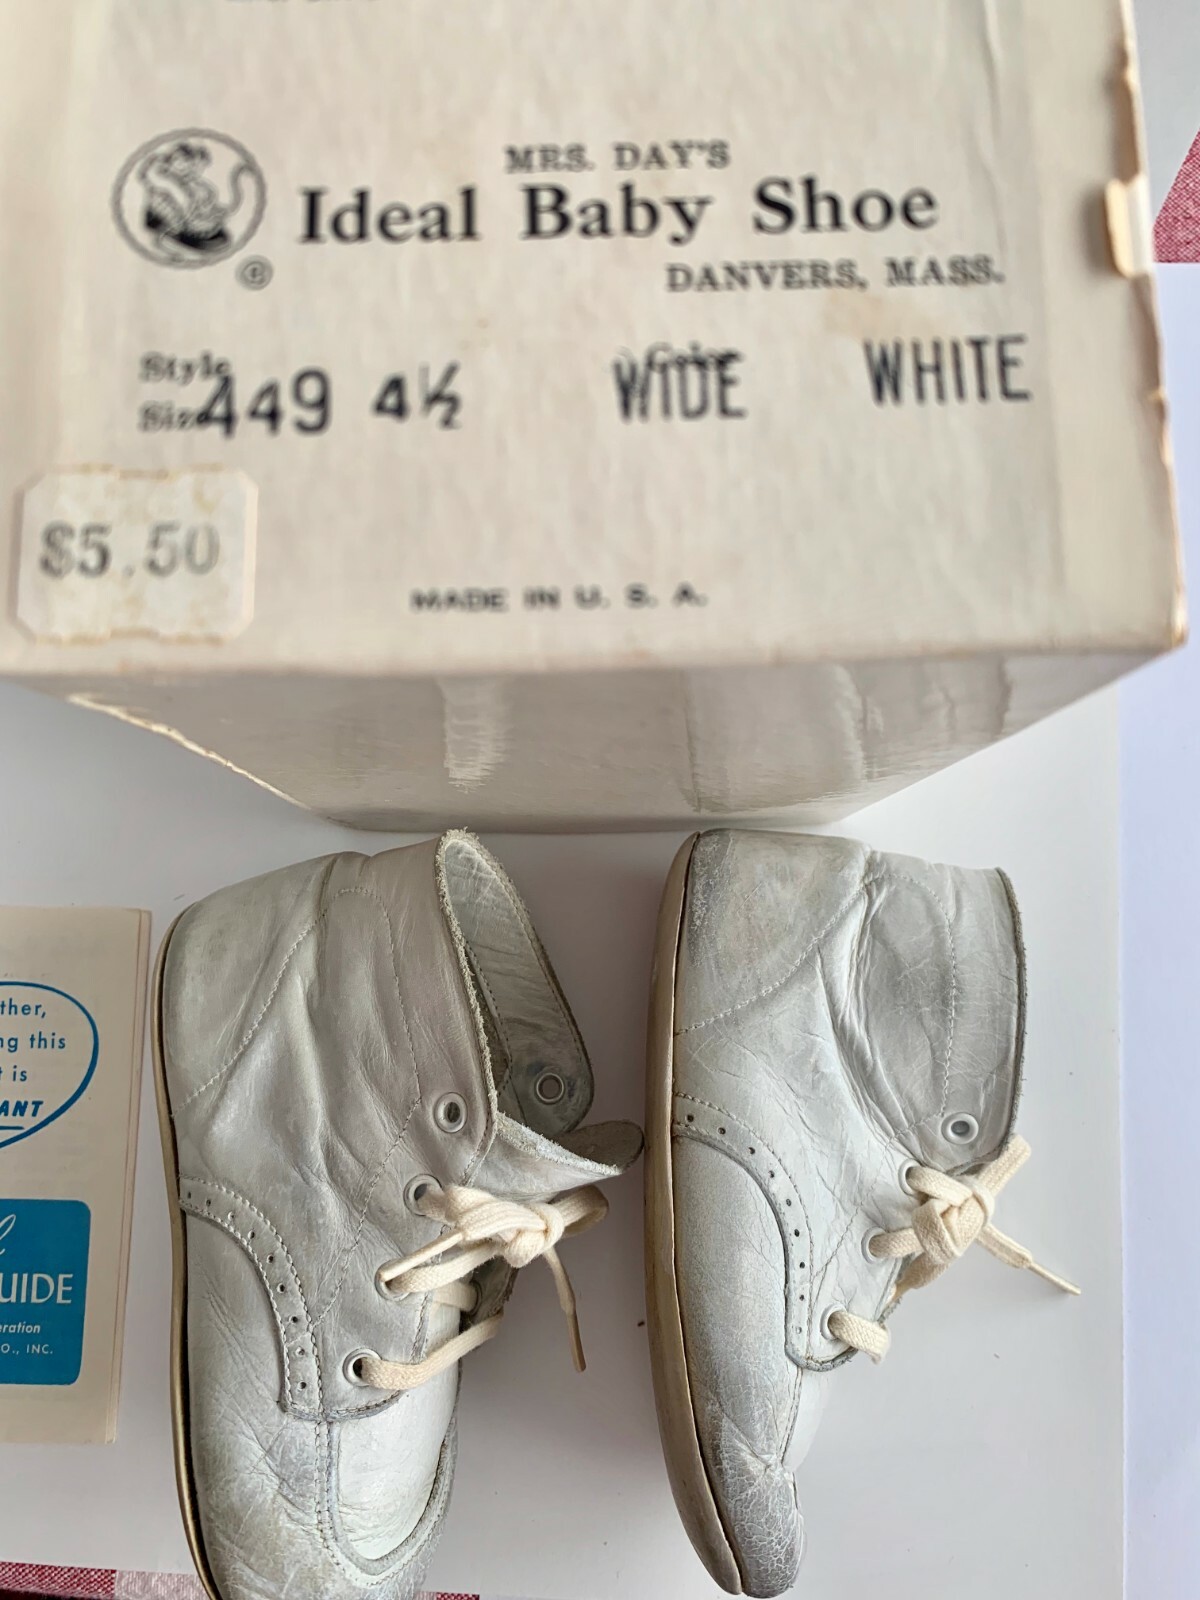 MRS. DAY'S
Ideal Baby Shoe
DANVERS, MASS.
©
Style
Size 449 4½ WIDE WHITE
$5.50
MADE IN U. S. A.
ther,
ng this
t is
ANT
UIDE
eration
O., INC.